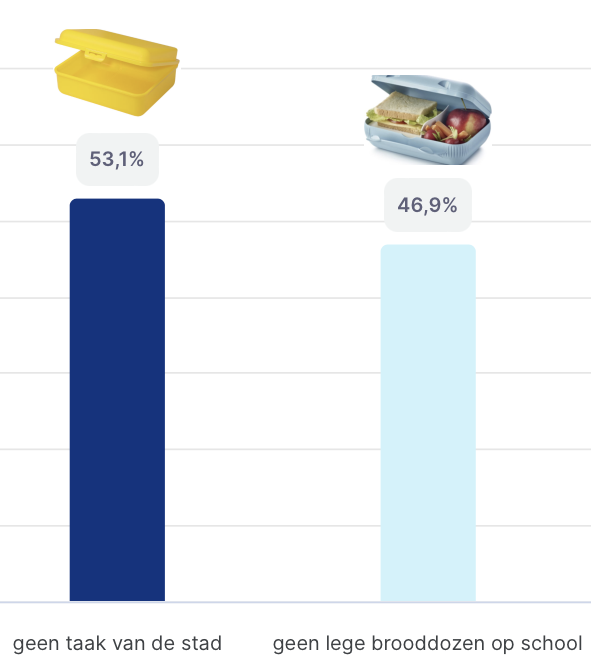 53,1%
46,9%
geen taak van de stad
geen lege brooddozen op school